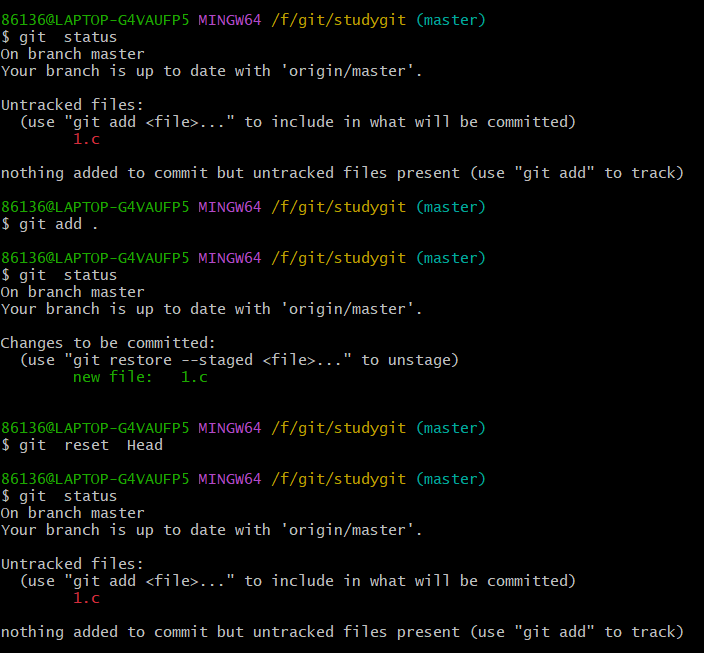 86136@LAPTOP-G4VAUFP5 MINGW64 /f/git/studygit (master)
$ git  status
On branch master
Your branch is up to date with 'origin/master'.

Untracked files:
  (use "git add <file>..." to include in what will be committed)
        1.c

nothing added to commit but untracked files present (use "git add" to track)

86136@LAPTOP-G4VAUFP5 MINGW64 /f/git/studygit (master)
$ git add .

86136@LAPTOP-G4VAUFP5 MINGW64 /f/git/studygit (master)
$ git  status
On branch master
Your branch is up to date with 'origin/master'.

Changes to be committed:
  (use "git restore --staged <file>..." to unstage)
        new file:   1.c

86136@LAPTOP-G4VAUFP5 MINGW64 /f/git/studygit (master)
$ git  reset  Head

86136@LAPTOP-G4VAUFP5 MINGW64 /f/git/studygit (master)
$ git  status
On branch master
Your branch is up to date with 'origin/master'.

Untracked files:
  (use "git add <file>..." to include in what will be committed)
        1.c

nothing added to commit but untracked files present (use "git add" to track)